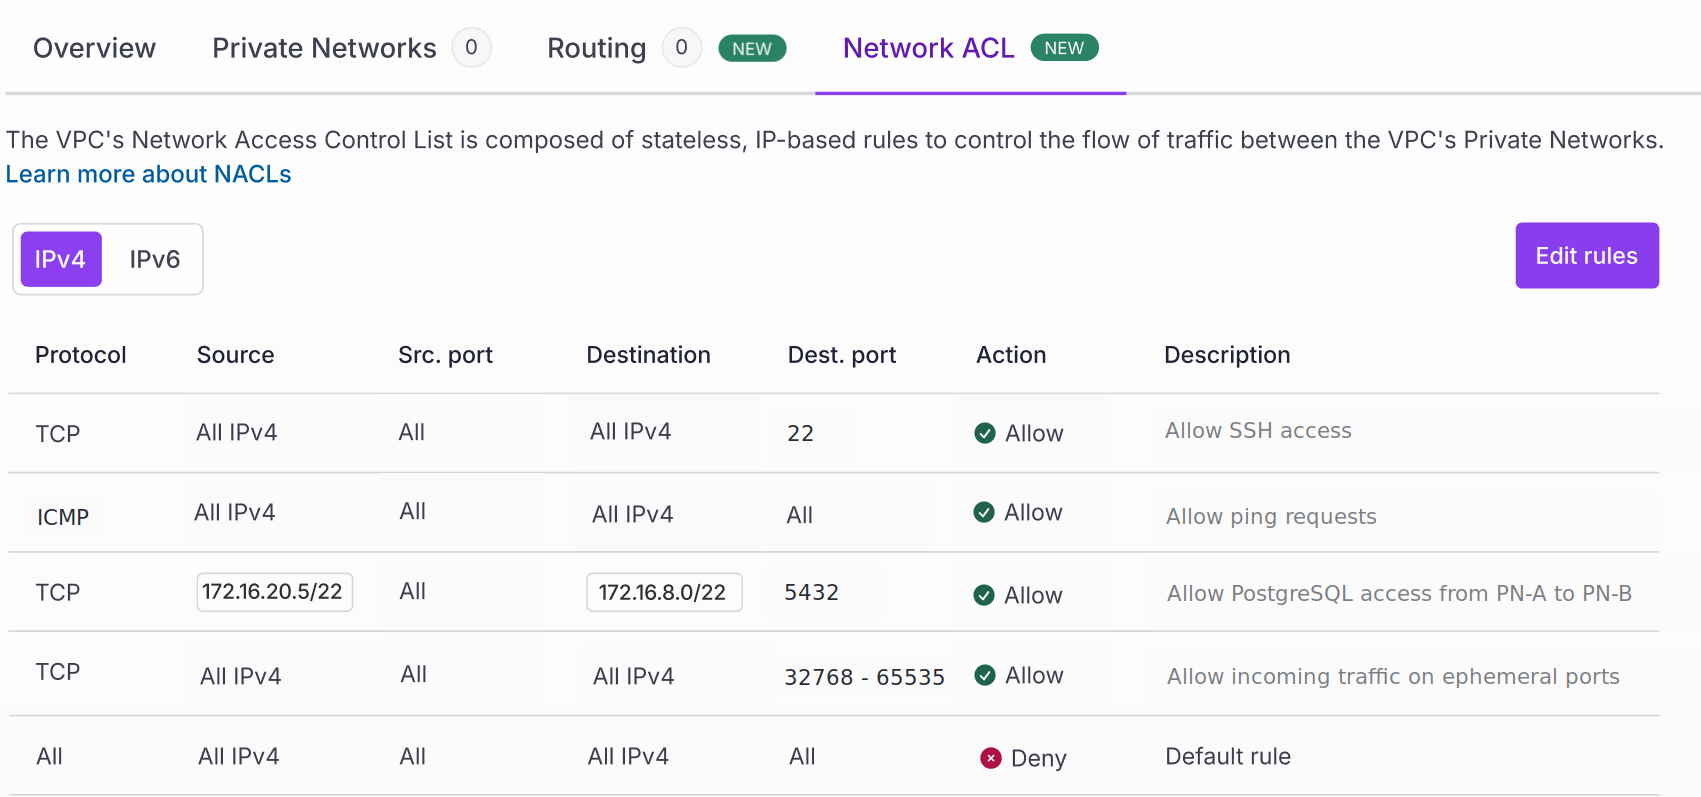 Overview Private Networks 0 Routing 0 NEW Network ACL NEW
The VPC's Network Access Control List is composed of stateless, IP-based rules to control the flow of traffic between the VPC's Private Networks.
Learn more about NACLs
IPv4 IPv6 Edit rules
Protocol Source Src. port Destination Dest. port Action Description
TCP All IPv4 All All IPv4 22 Allow Allow SSH access
ICMP All IPv4 All All IPv4 All Allow Allow ping requests
TCP 172.16.20.5/22 All 172.16.8.0/22 5432 Allow Allow PostgreSQL access from PN-A to PN-B
TCP All IPv4 All All IPv4 32768 - 65535 Allow Allow incoming traffic on ephemeral ports
All All IPv4 All All IPv4 All Deny Default rule